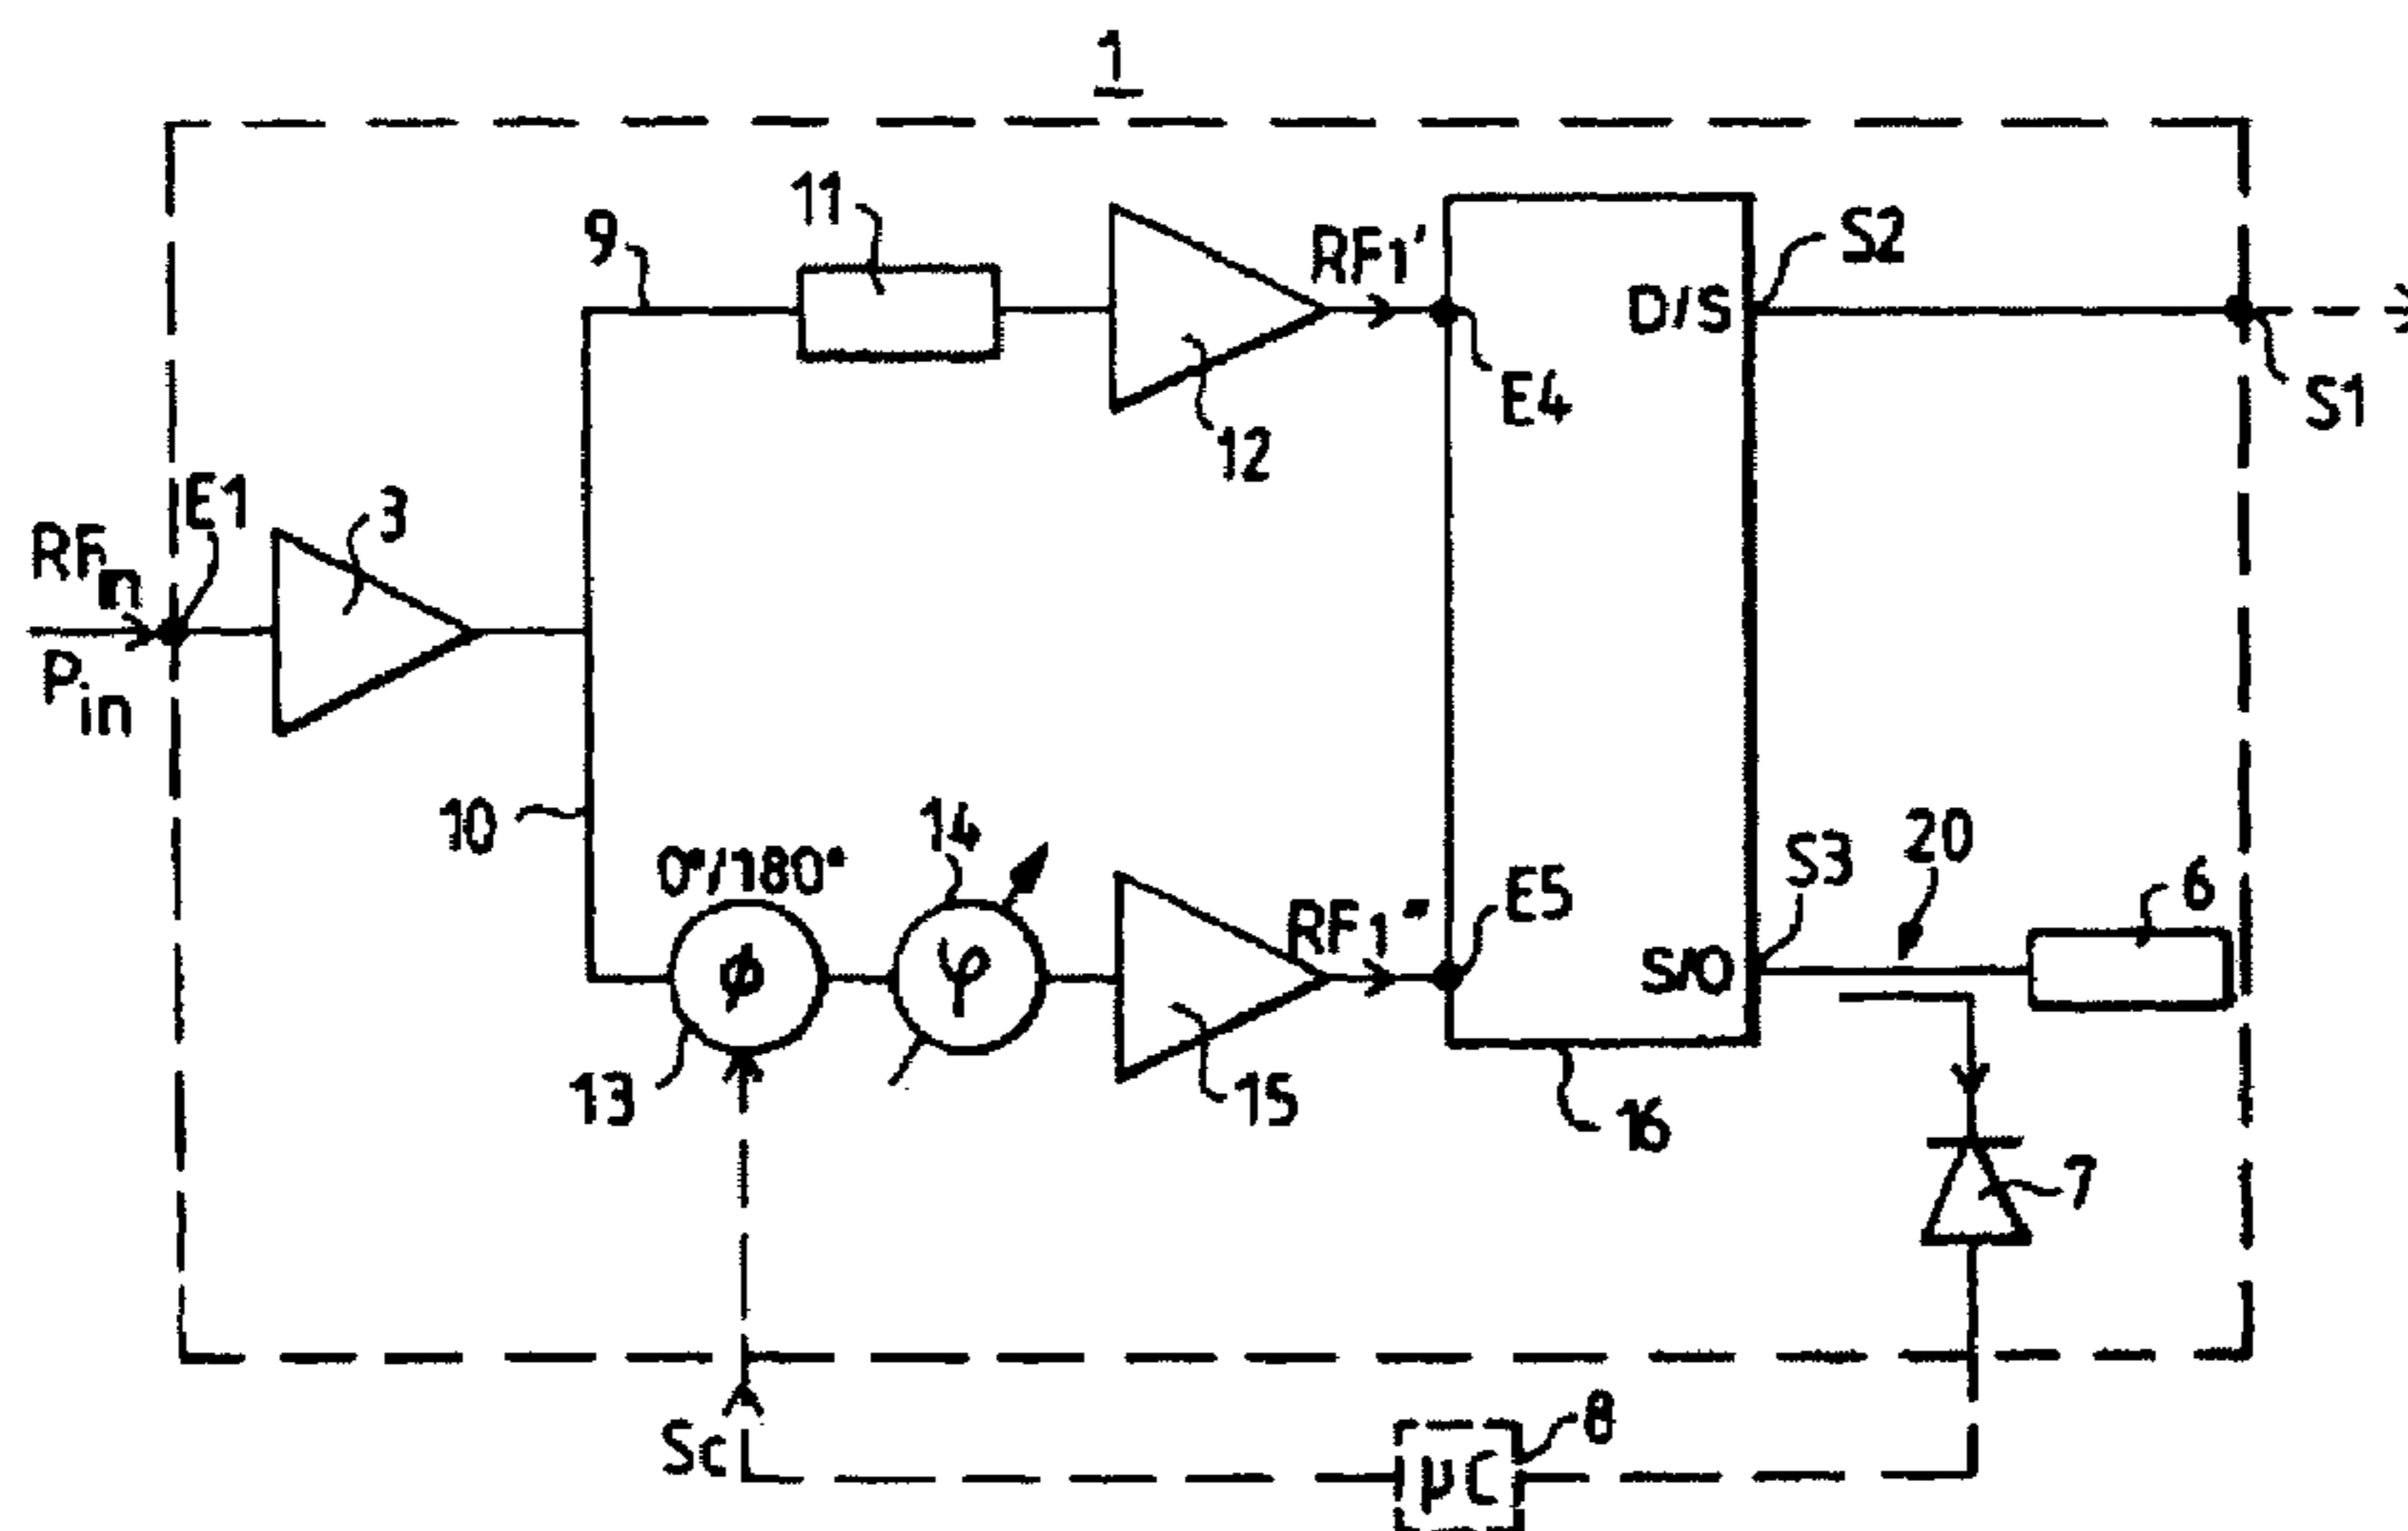 1
11
9
RF1'
S2
D/S
E4
S1
12
E1
3
RFin
Pin
10
0°/180°
14
RF1"
E5
S3
20
6
S/D
ϕ
φ
13
15
16
7
Sc
μC
8